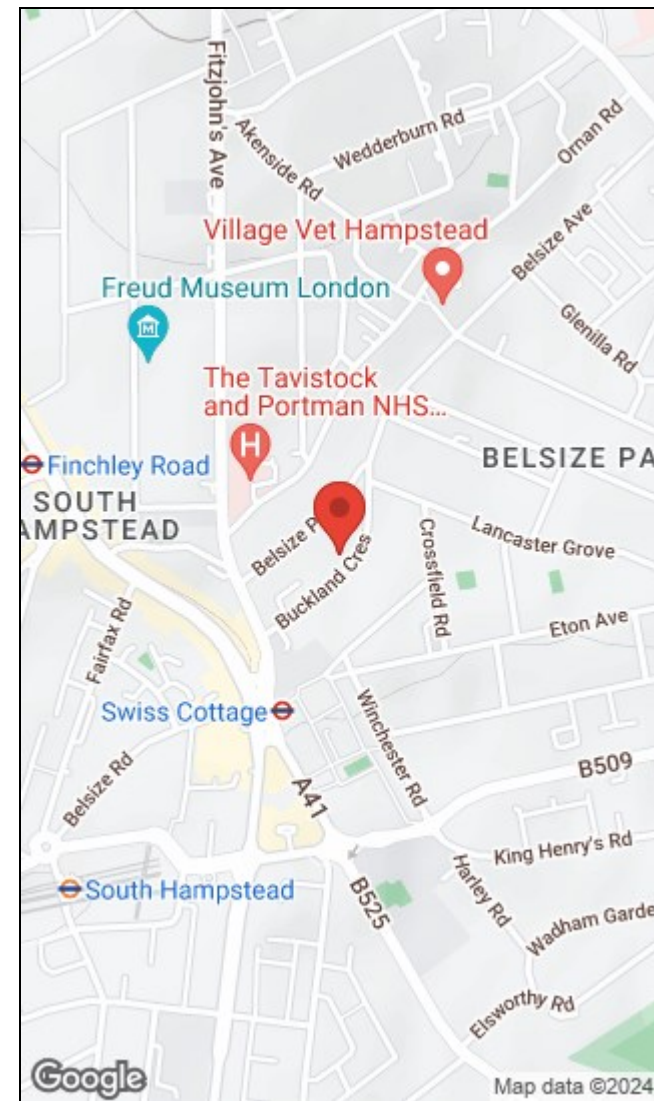 Fitzjohn's Ave
Akenside Rd
Wedderburn Rd
Ornan Rd
Village Vet Hampstead
Belsize Ave
Freud Museum London
M
Glenilla Rd
The Tavistock
and Portman NHS...
H
Finchley Road
BELSIZE PA
SOUTH
AMPSTEAD
Belsize P
Buckland Cres
Crossfield Rd
Lancaster Grove
Fairfax Rd
Eton Ave
Swiss Cottage
Winchester Rd
Belsize Rd
A41
B509
King Henry's Rd
South Hampstead
B525
Harley Rd
Wadham Garde
Elsworthy Rd
Google
Map data ©2024